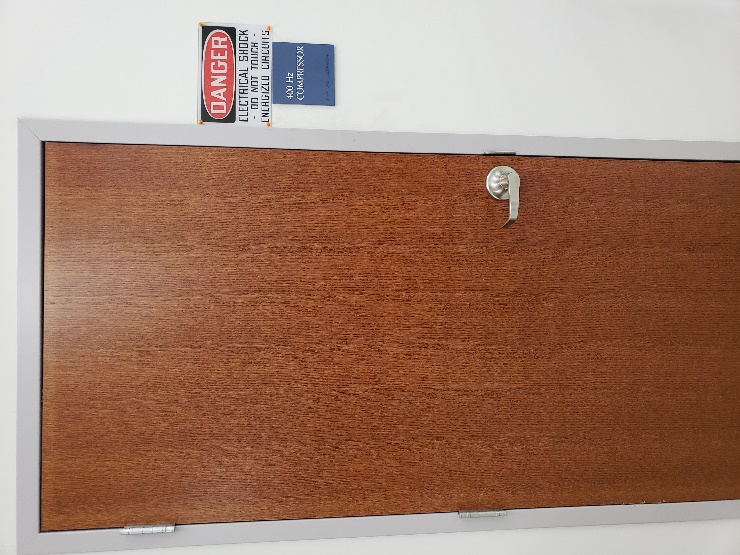 DANGER
ELECTRICAL SHOCK
- DO NOT TOUCH -
ENERGIZED CIRCUITS
400 Hz
COMPRESSOR